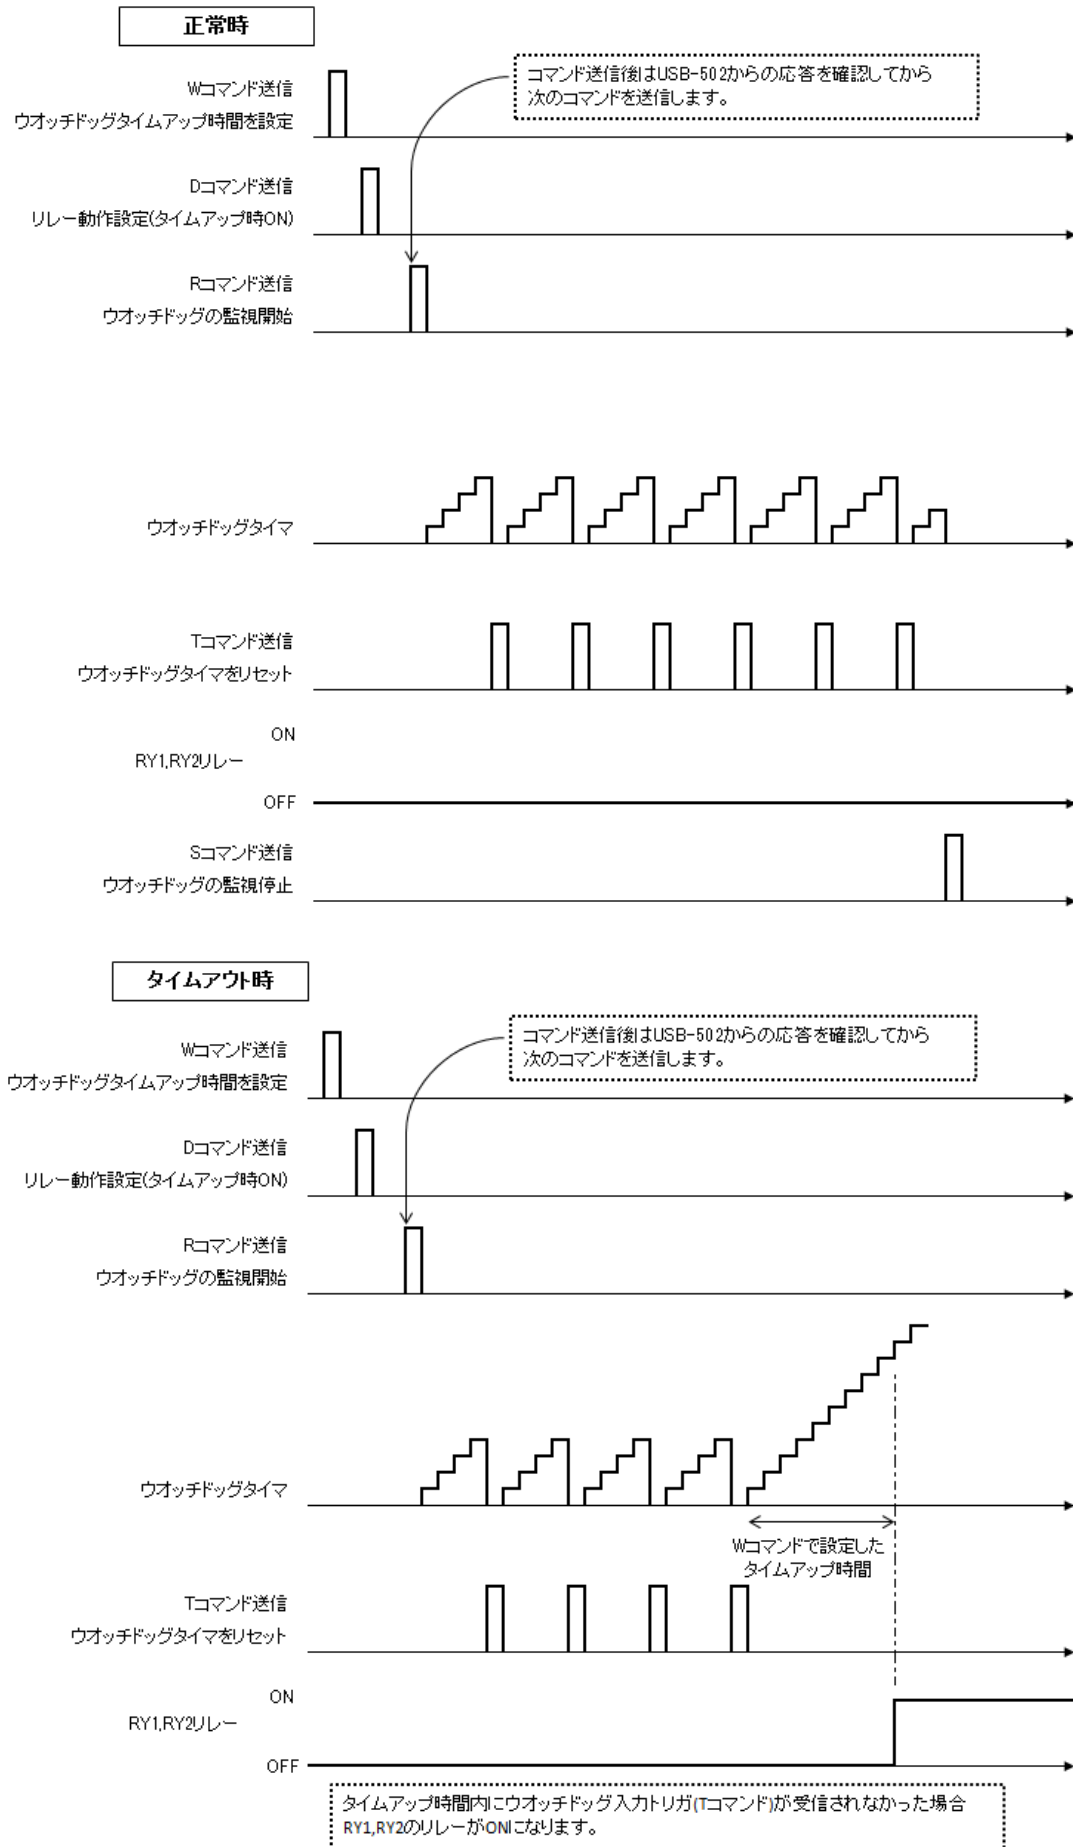 正常時
コマンド送信後はUSB-502からの応答を確認してから
次のコマンドを送信します。
Wコマンド送信
ウオッチドッグタイムアップ時間を設定
Dコマンド送信
リレー動作設定(タイムアップ時ON)
Rコマンド送信
ウオッチドッグの監視開始
ウオッチドッグタイマ
Tコマンド送信
ウオッチドッグタイマをリセット
ON
RY1,RY2リレー
OFF
Sコマンド送信
ウオッチドッグの監視停止
タイムアウト時
コマンド送信後はUSB-502からの応答を確認してから
次のコマンドを送信します。
Wコマンド送信
ウオッチドッグタイムアップ時間を設定
Dコマンド送信
リレー動作設定(タイムアップ時ON)
Rコマンド送信
ウオッチドッグの監視開始
ウオッチドッグタイマ
Wコマンドで設定した
タイムアップ時間
Tコマンド送信
ウオッチドッグタイマをリセット
ON
RY1,RY2リレー
OFF
タイムアップ時間内にウオッチドッグ入力トリガ(Tコマンド)が受信されなかった場合
RY1,RY2のリレーがONになります。